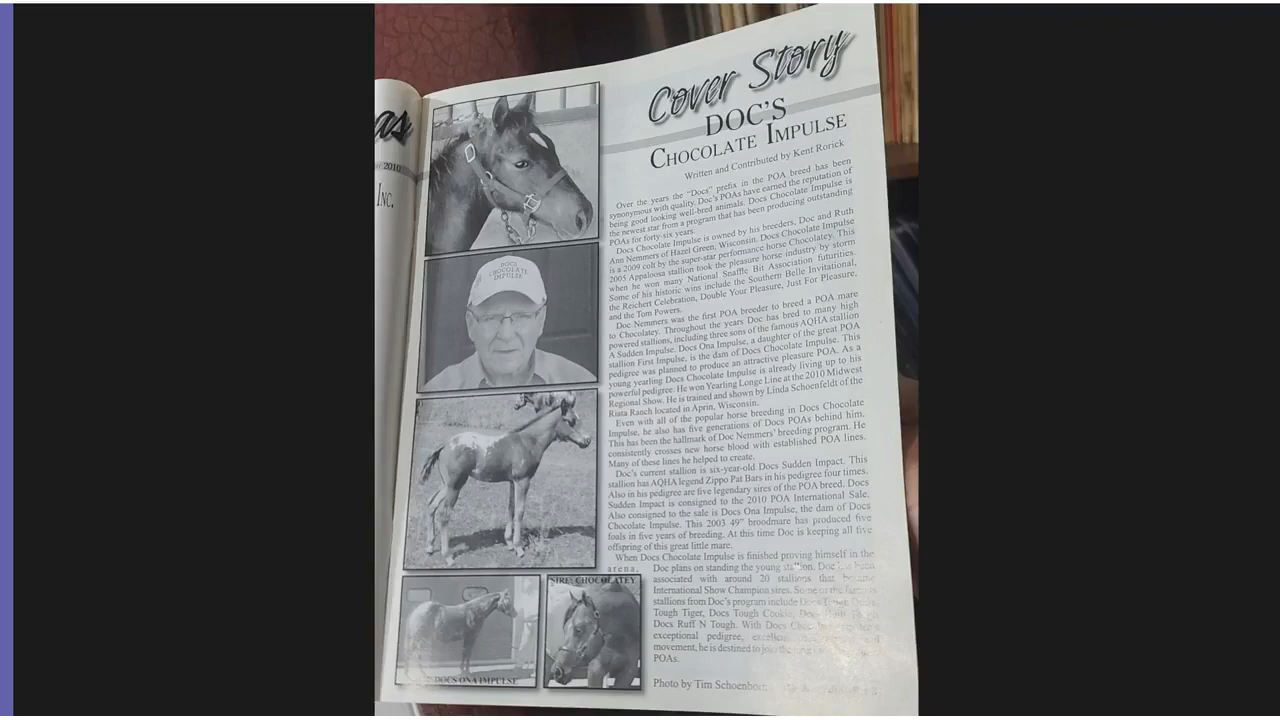 as
2010
INC.
Cover Story
DOC'S
CHOCOLATE IMPULSE
Written and Contributed by Kent Rorick
Over the years the “Docs” prefix in the POA breed has been
synonymous with quality. Doc's POAs have earned the reputation of
being good looking well-bred animals. Docs Chocolate Impulse is
the newest star from a program that has been producing outstanding
POAs for forty-six years.
Docs Chocolate Impulse is owned by his breeders, Doc and Ruth
Ann Nemmers of Hazel Green, Wisconsin. Docs Chocolate Impulse
is a 2009 colt by the super-star performance horse Chocolatey. This
2005 Appaloosa stallion took the pleasure horse industry by storm
when he won many National Snaffle Bit Association futurities.
Some of his historic wins include the Southern Belle Invitational,
the Reichert Celebration, Double Your Pleasure, Just For Pleasure,
and the Tom Powers.
Doc Nemmers was the first POA breeder to breed a POA mare
to Chocolatey. Throughout the years Doc has bred to many high
powered stallions, including three sons of the famous AQHA stallion
A Sudden Impulse. Docs Ona Impulse, a daughter of the great POA
stallion First Impulse, is the dam of Docs Chocolate Impulse. This
pedigree was planned to produce an attractive pleasure POA. As a
young yearling Docs Chocolate Impulse is already living up to his
powerful pedigree. He won Yearling Longe Line at the 2010 Midwest
Regional Show. He is trained and shown by Linda Schoenfeldt of the
Riata Ranch located in Aprin, Wisconsin.
Even with all of the popular horse breeding in Docs Chocolate
Impulse, he also has five generations of Docs POAs behind him.
This has been the hallmark of Doc Nemmers' breeding program. He
consistently crosses new horse blood with established POA lines.
Many of these lines he helped to create.
Doc's current stallion is six-year-old Docs Sudden Impact. This
stallion has AQHA legend Zippo Pat Bars in his pedigree four times.
Also in his pedigree are five legendary sires of the POA breed. Docs
Sudden Impact is consigned to the 2010 POA International Sale.
Also consigned to the sale is Docs Ona Impulse, the dam of Docs
Chocolate Impulse. This 2003 49" broodmare has produced five
foals in five years of breeding. At this time Doc is keeping all five
offspring of this great little mare.
When Docs Chocolate Impulse is finished proving himself in the
arena, Doc plans on standing the young stallion. Doc has been
associated with around 20 stallions that became
International Show Champion sires. Some of the
stallions from Doc's program include
Tough Tiger, Docs Tough Cookie,
Docs Ruff N Tough. With Docs
exceptional pedigree,
movement, he is destined to join
POAs.
Photo by Tim
DOCS CHOCOLATE IMPULSE
DOCS ONA IMPULSE
SIRE: CHOCOLATEY